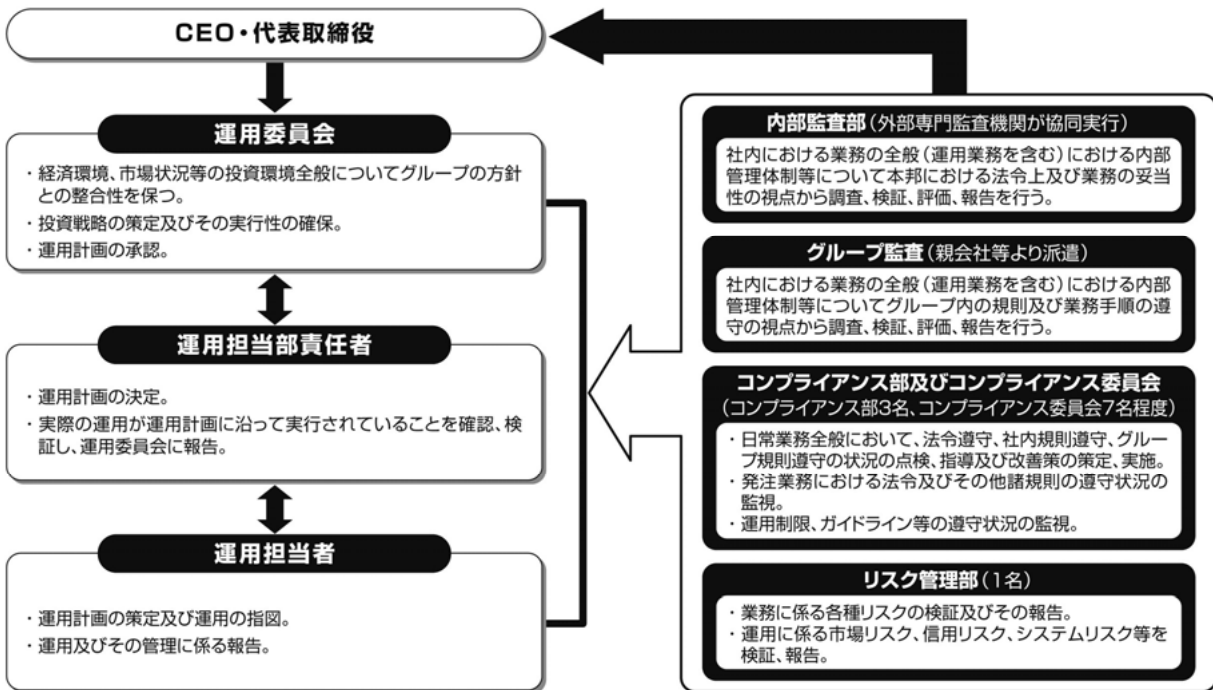 CEO・代表取締役
運用委員会
・経済環境、市場状況等の投資環境全般についてグループの方針
との整合性を保つ。
・投資戦略の策定及びその実行性の確保。
・運用計画の承認。
運用担当部責任者
・運用計画の決定。
・実際の運用が運用計画に沿って実行されていることを確認、検
証し、運用委員会に報告。
運用担当者
・運用計画の策定及び運用の指図。
・運用及びその管理に係る報告。
内部監査部（外部専門監査機関が協同実行）
社内における業務の全般（運用業務を含む）における内部
管理体制等について本邦における法令上及び業務の妥当
性の視点から調査、検証、評価、報告を行う。
グループ監査（親会社等より派遣）
社内における業務の全般（運用業務を含む）における内部
管理体制等についてグループ内の規則及び業務手順の遵
守の視点から調査、検証、評価、報告を行う。
コンプライアンス部及びコンプライアンス委員会
（コンプライアンス部3名、コンプライアンス委員会7名程度）
・日常業務全般において、法令遵守、社内規則遵守、グルー
プ規則遵守の状況の点検、指導及び改善策の策定、実施。
・発注業務における法令及びその他諸規則の遵守状況の
監視。
・運用制限、ガイドライン等の遵守状況の監視。
リスク管理部（1名）
・業務に係る各種リスクの検証及びその報告。
・運用に係る市場リスク、信用リスク、システムリスク等を
検証、報告。